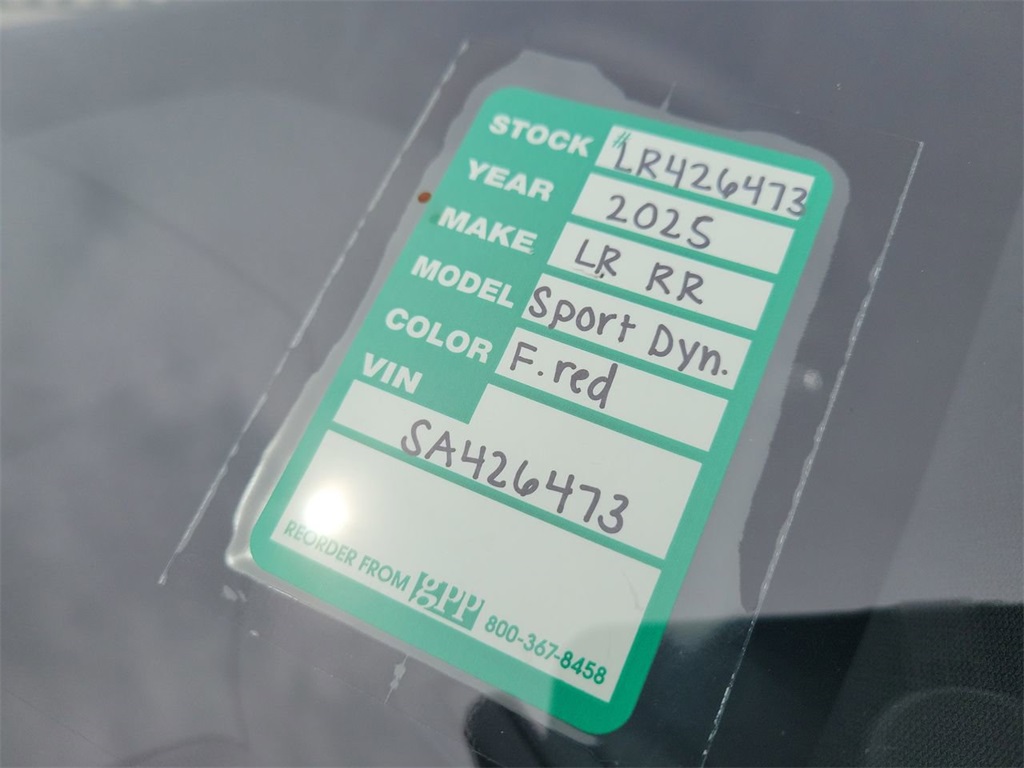 STOCK "LR426473
YEAR 2025
MAKE LR RR
MODEL Sport Dyn.
COLOR F. red
VIN
SA426473
REORDER FROM gpp 800-367-8458